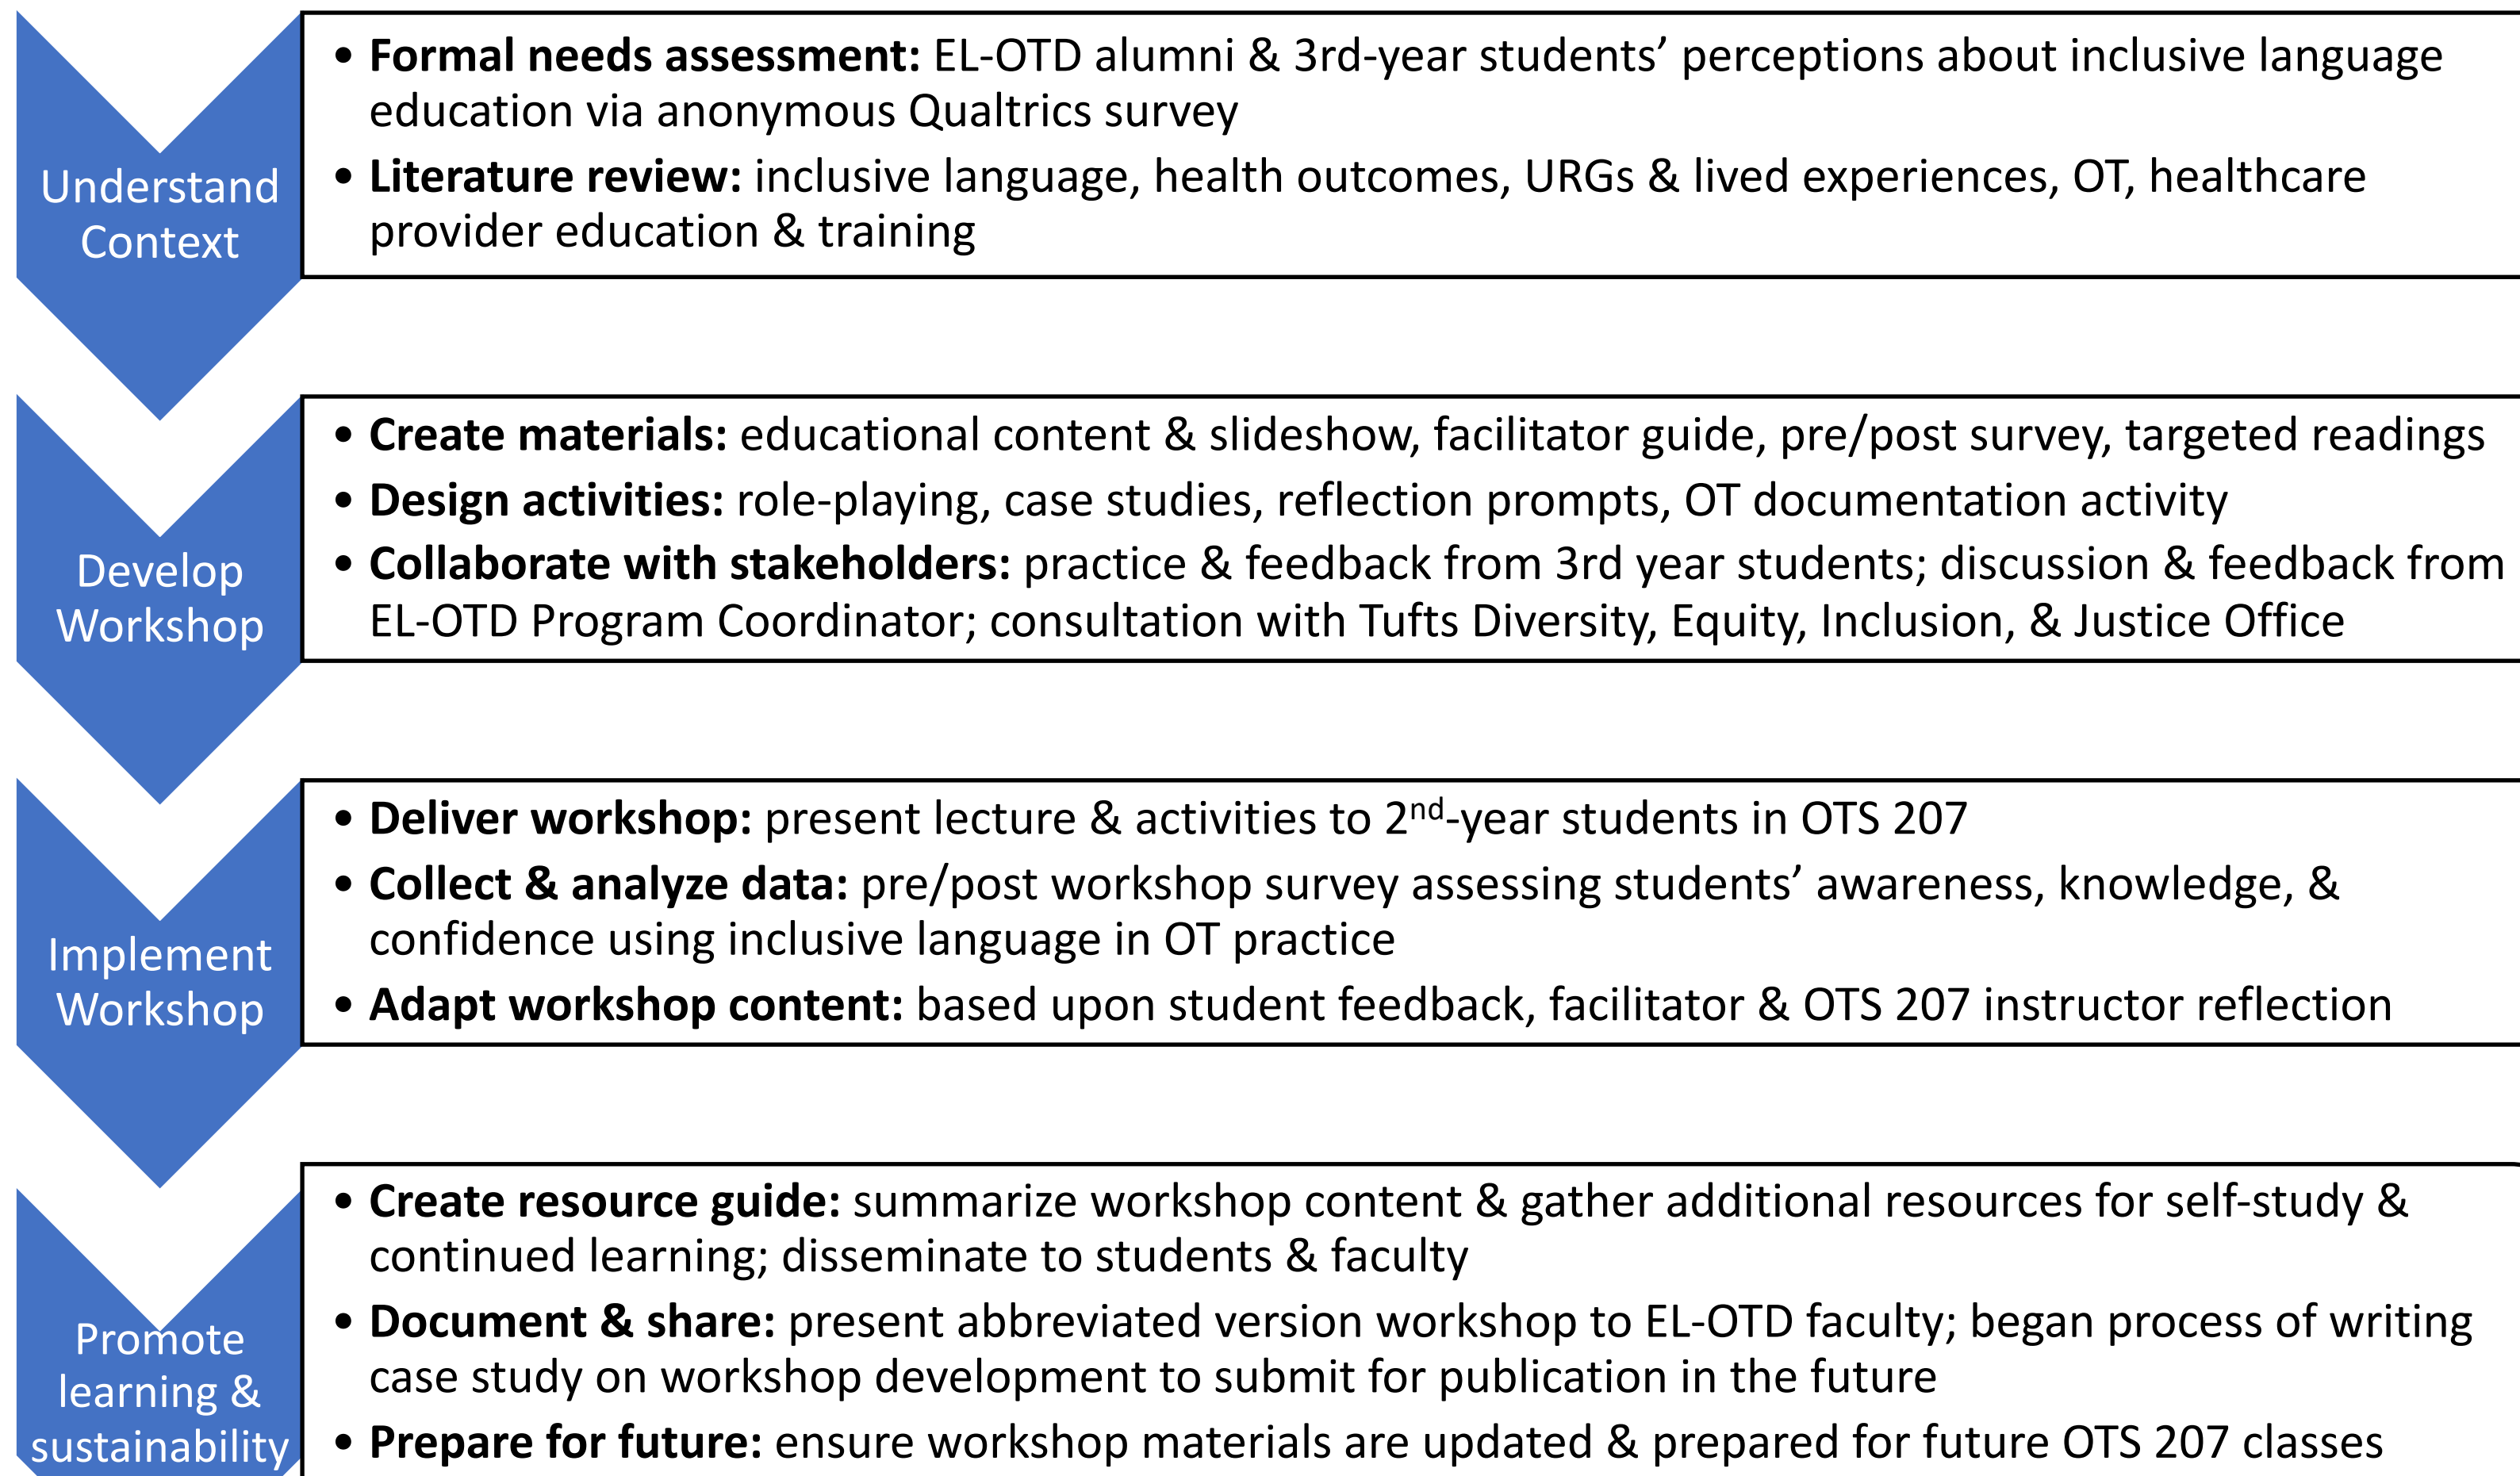 Understand
Context
• Formal needs assessment: EL-OTD alumni & 3rd-year students’ perceptions about inclusive language
education via anonymous Qualtrics survey
• Literature review: inclusive language, health outcomes, URGs & lived experiences, OT, healthcare
provider education & training
Develop
Workshop
• Create materials: educational content & slideshow, facilitator guide, pre/post survey, targeted readings
• Design activities: role-playing, case studies, reflection prompts, OT documentation activity
• Collaborate with stakeholders: practice & feedback from 3rd year students; discussion & feedback from
EL-OTD Program Coordinator; consultation with Tufts Diversity, Equity, Inclusion, & Justice Office
Implement
Workshop
• Deliver workshop: present lecture & activities to 2nd-year students in OTS 207
• Collect & analyze data: pre/post workshop survey assessing students’ awareness, knowledge, &
confidence using inclusive language in OT practice
• Adapt workshop content: based upon student feedback, facilitator & OTS 207 instructor reflection
Promote
learning &
sustainability
• Create resource guide: summarize workshop content & gather additional resources for self-study &
continued learning; disseminate to students & faculty
• Document & share: present abbreviated version workshop to EL-OTD faculty; began process of writing
case study on workshop development to submit for publication in the future
• Prepare for future: ensure workshop materials are updated & prepared for future OTS 207 classes